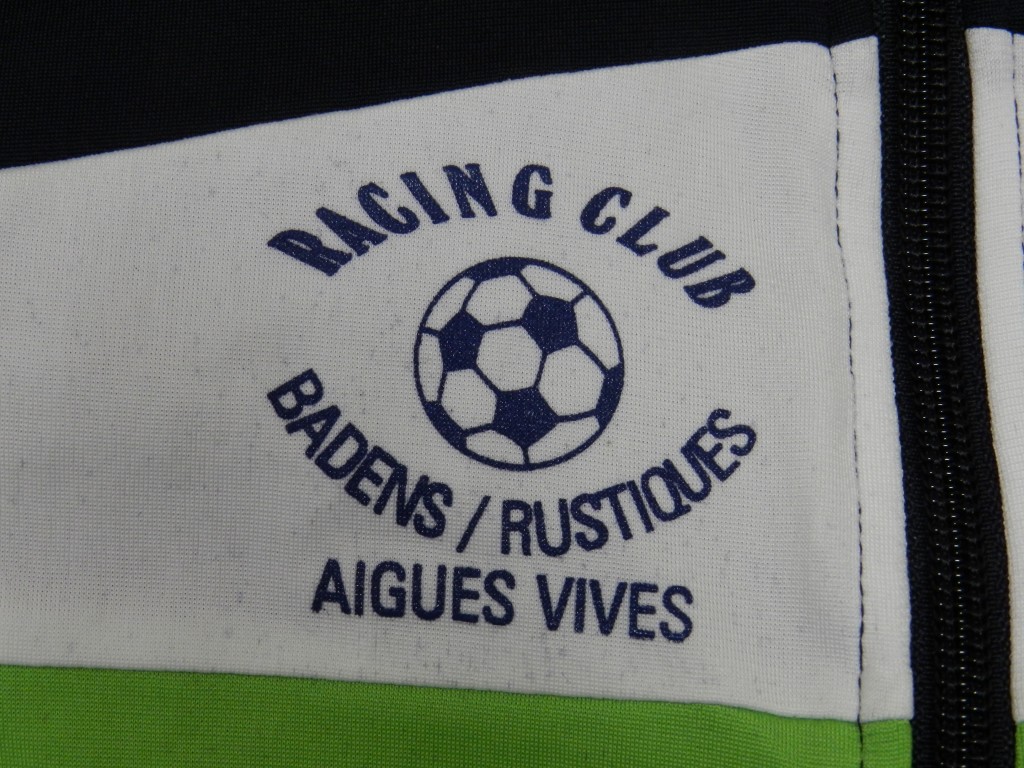 RACING CLUB
BADENS / RUSTIQUES
AIGUES VIVES